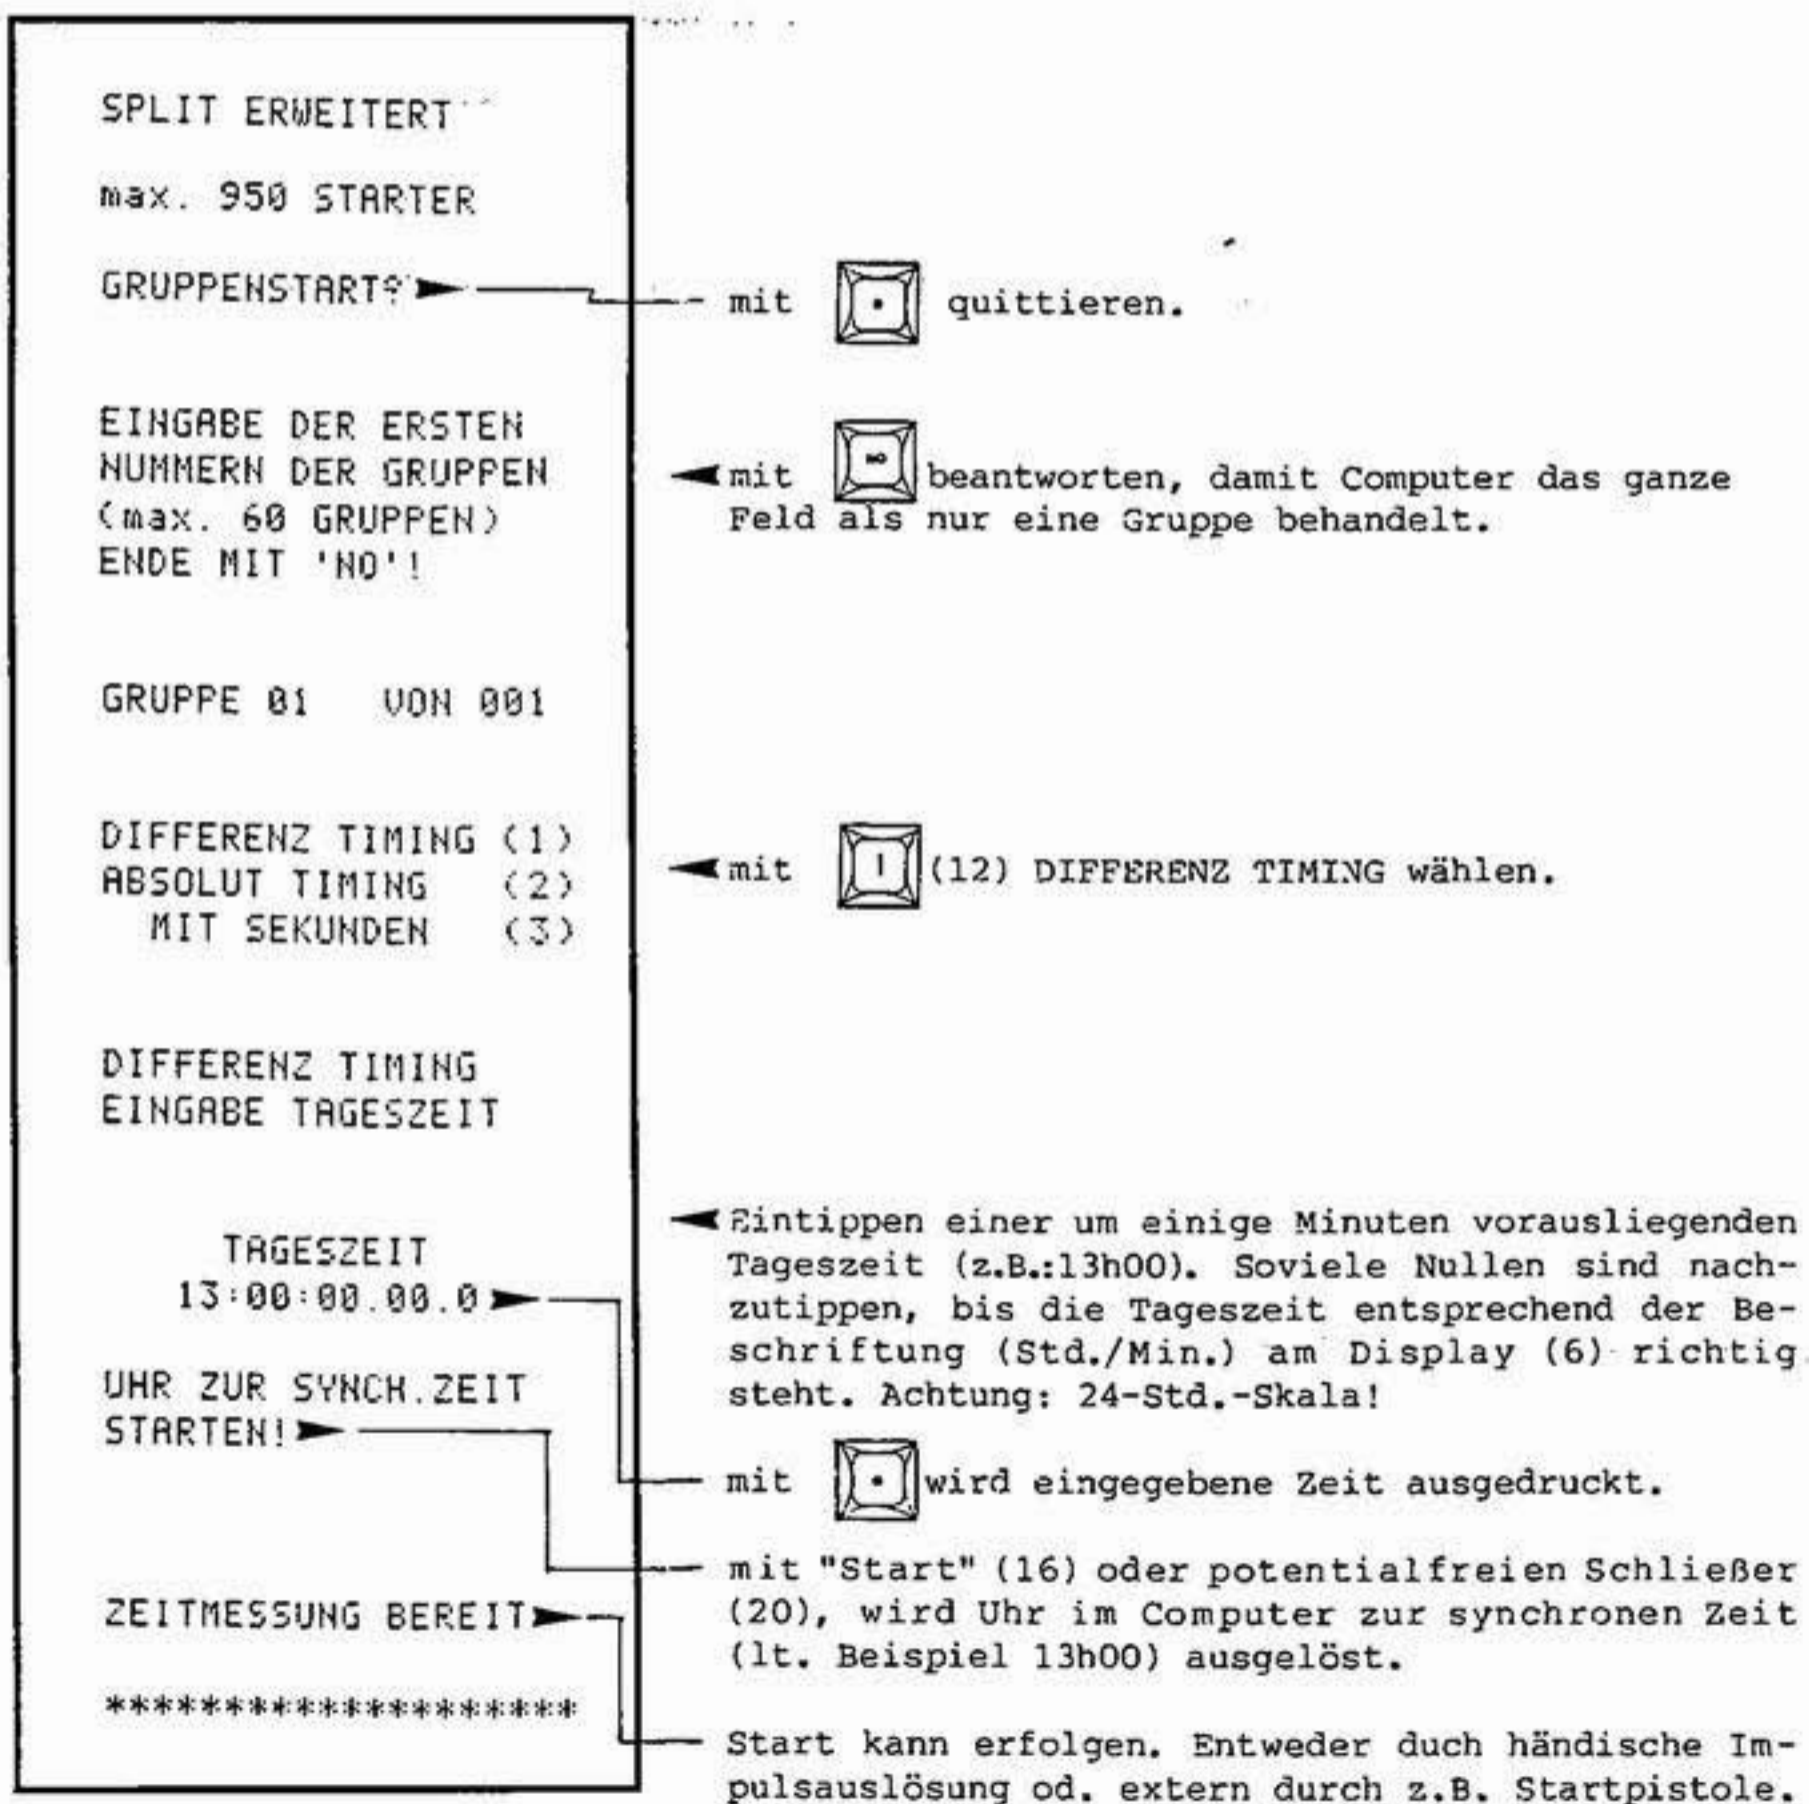 SPLIT ERWEITERT
max. 950 STARTER
GRUPPENSTART?
mit [•] quittieren.
EINGABE DER ERSTEN
NUMMERN DER GRUPPEN
(max. 60 GRUPPEN)
ENDE MIT 'NO'!
mit [NO] beantworten, damit Computer das ganze
Feld als nur eine Gruppe behandelt.
GRUPPE 01 VON 001
DIFFERENZ TIMING (1)
ABSOLUT TIMING (2)
MIT SEKUNDEN (3)
mit [1] (12) DIFFERENZ TIMING wählen.
DIFFERENZ TIMING
EINGABE TAGESZEIT
TAGESZEIT
13:00:00.00.0
Eintippen einer um einige Minuten vorausliegenden
Tageszeit (z.B.:13h00). Soviele Nullen sind nach-
zutippen, bis die Tageszeit entsprechend der Be-
schriftung (Std./Min.) am Display (6) richtig
steht. Achtung: 24-Std.-Skala!
UHR ZUR SYNCH.ZEIT
STARTEN!
mit [•] wird eingegebene Zeit ausgedruckt.
mit "Start" (16) oder potentialfreien Schließer
(20), wird Uhr im Computer zur synchronen Zeit
(lt. Beispiel 13h00) ausgelöst.
ZEITMESSUNG BEREIT
********************
Start kann erfolgen. Entweder duch händische Im-
pulsauslösung od. extern durch z.B. Startpistole.